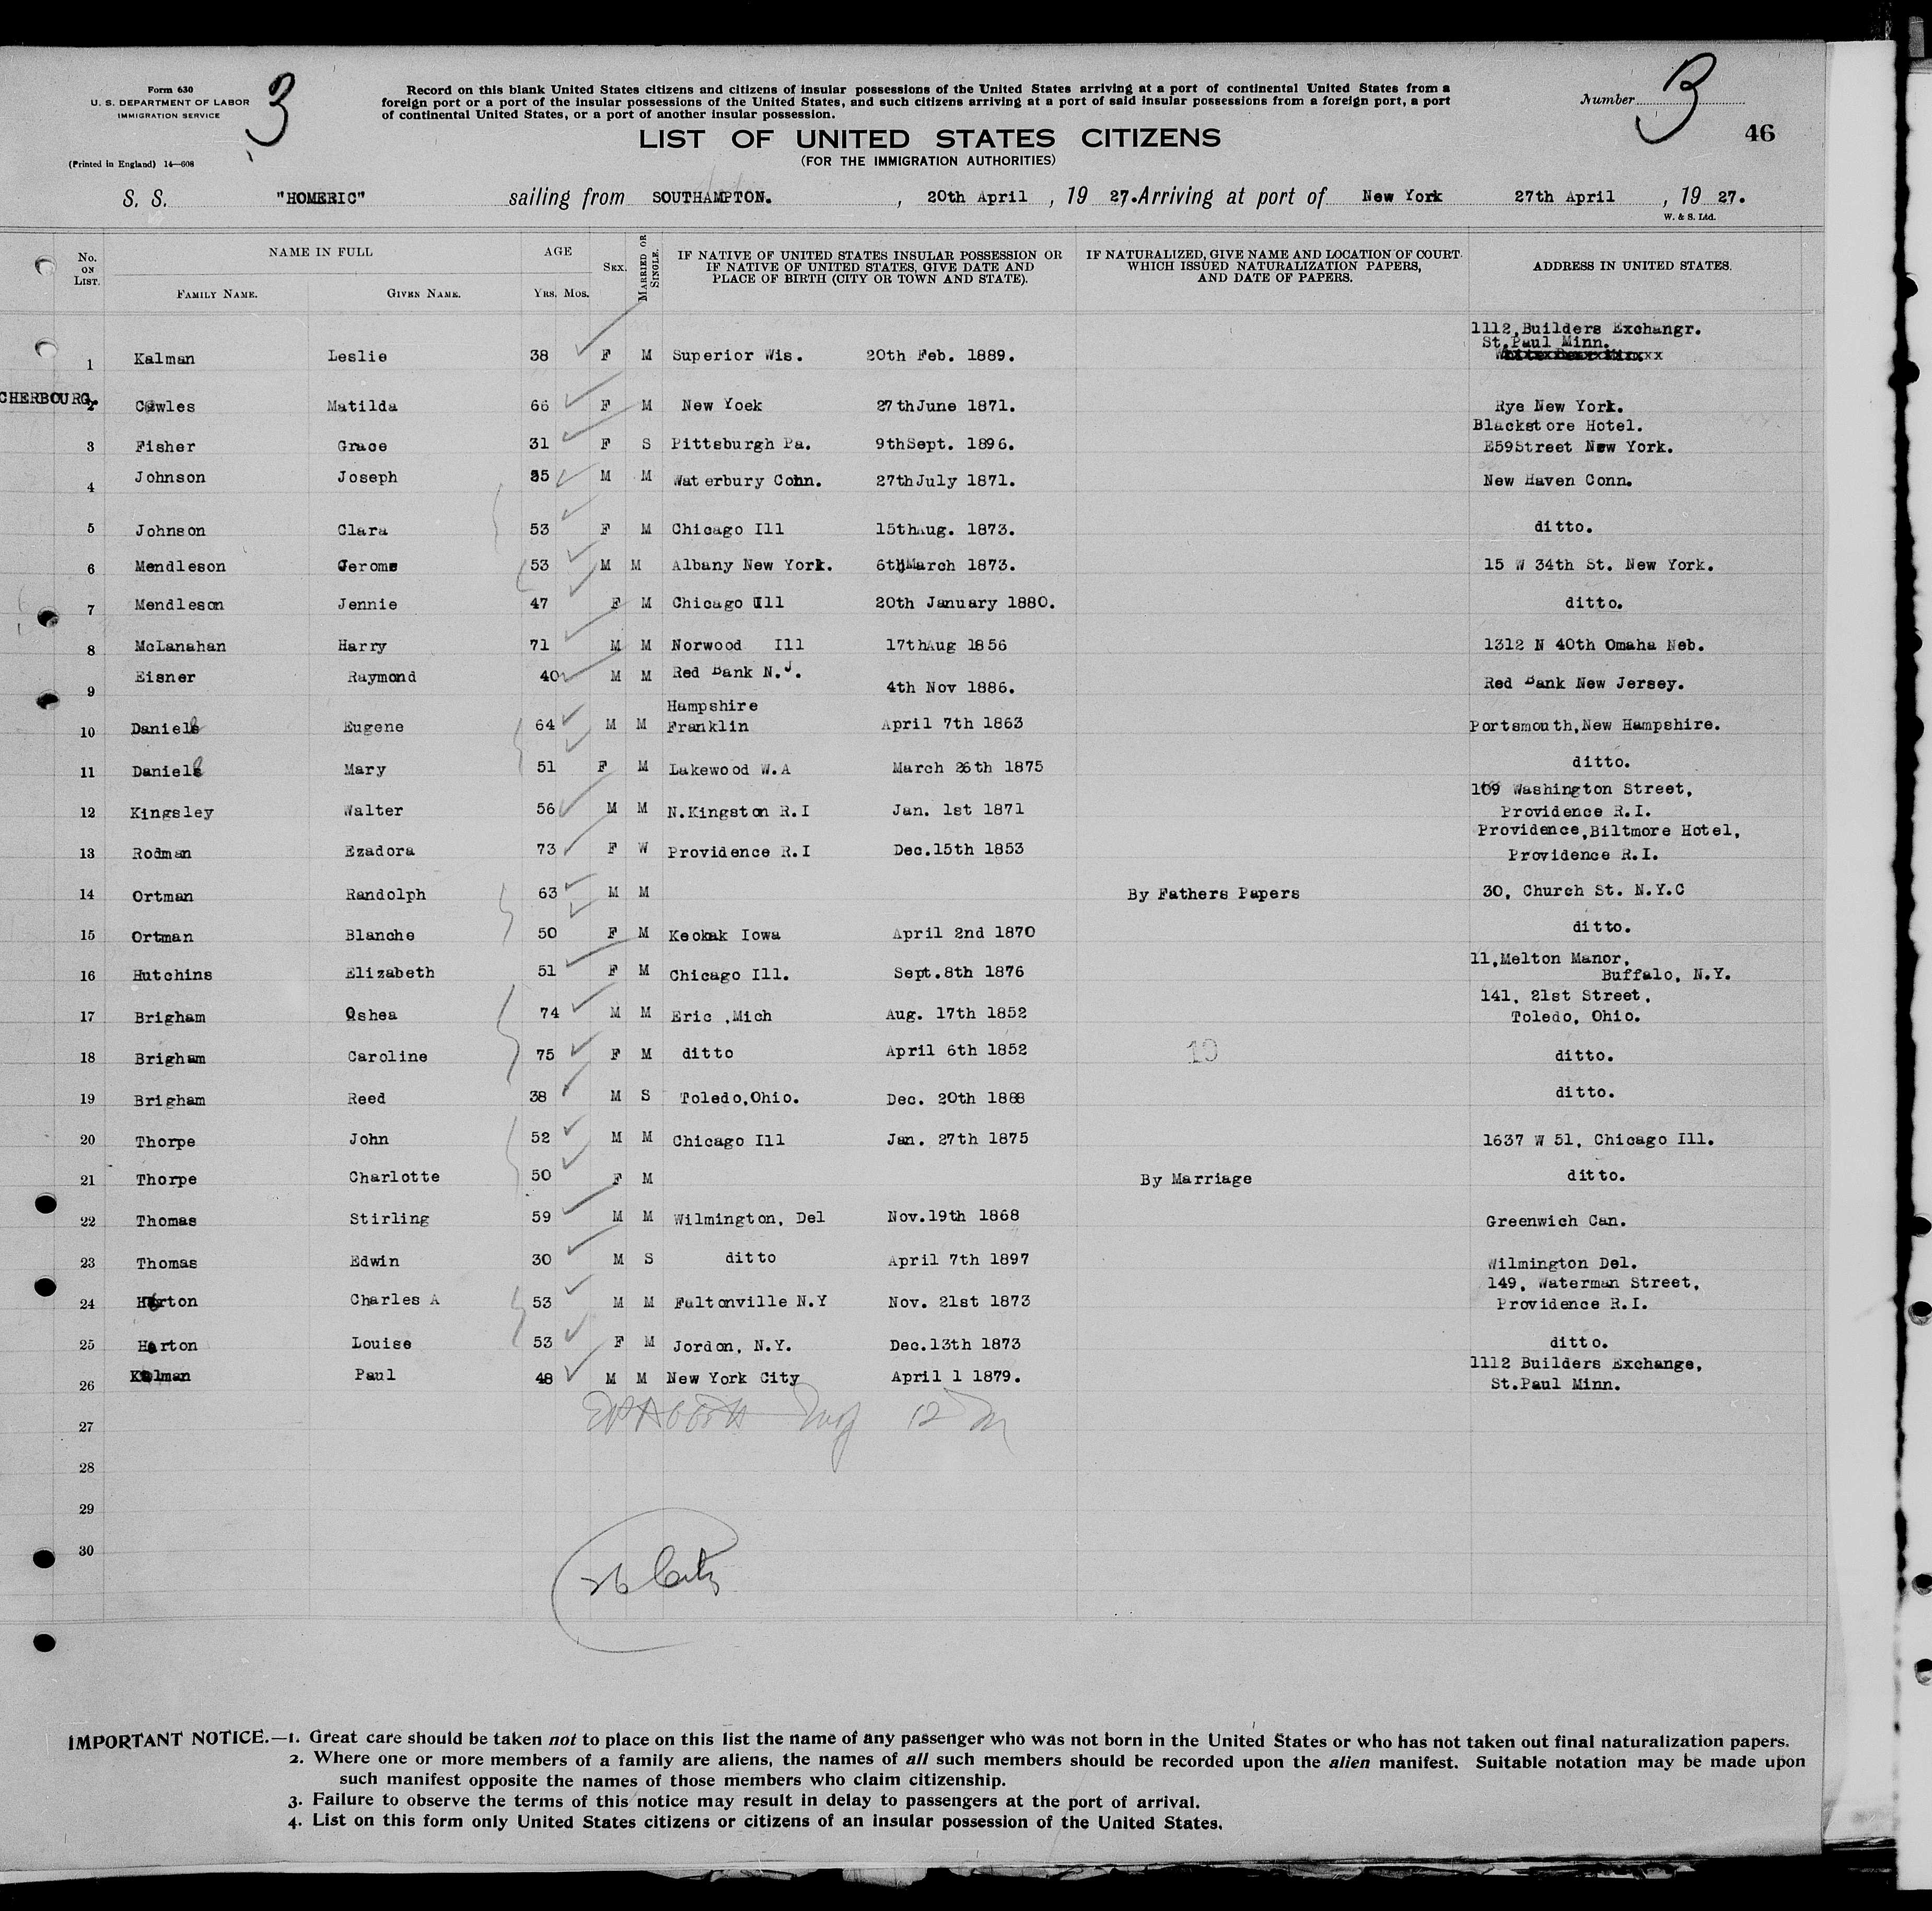 Form 630
U. S. DEPARTMENT OF LABOR
IMMIGRATION SERVICE
(Printed in England) 14—608
3
Record on this blank United States citizens and citizens of insular possessions of the United States arriving at a port of continental United States from a
foreign port or a port of the insular possessions of the United States, and such citizens arriving at a port of said insular possessions from a foreign port, a port
of continental United States, or a port of another insular possession.
Number 3
46
LIST OF UNITED STATES CITIZENS
(FOR THE IMMIGRATION AUTHORITIES)
S. S. "HOMERIC" sailing from SOUTHAMPTON. , 20th April , 19 27. Arriving at port of New York 27th April , 19 27.
W. & S. Ltd.
No. ON LIST. NAME IN FULL FAMILY NAME. GIVEN NAME. AGE YRS. MOS. SEX. MARRIED OR SINGLE. IF NATIVE OF UNITED STATES INSULAR POSSESSION OR IF NATIVE OF UNITED STATES, GIVE DATE AND PLACE OF BIRTH (CITY OR TOWN AND STATE). IF NATURALIZED, GIVE NAME AND LOCATION OF COURT. WHICH ISSUED NATURALIZATION PAPERS, AND DATE OF PAPERS. ADDRESS IN UNITED STATES.
1112,Builders Exchangr.
St.Paul Minn.
1 Kalman Leslie 38 F M Superior Wis. 20th Feb. 1889.
CHERBOURG.
2 Cowles Matilda 66 F M New Yoek 27thJune 1871. Rye New York.
Blackstore Hotel.
3 Fisher Grace 31 F S Pittsburgh Pa. 9thSept. 1896. E59Street New York.
4 Johnson Joseph 55 M M Waterbury Conn. 27thJuly 1871. New Haven Conn.
5 Johnson Clara 53 F M Chicago Ill 15thAug. 1873. ditto.
6 Mendleson Jerome 53 M M Albany New York. 6thMarch 1873. 15 W 34th St. New York.
7 Mendleson Jennie 47 F M Chicago Ill 20th January 1880. ditto.
8 McLanahan Harry 71 M M Norwood Ill 17thAug 1856 1312 N 40th Omaha Neb.
9 Eisner Raymond 40 M M Red Bank N.J. 4th Nov 1886. Red Bank New Jersey.
Hampshire
10 Daniels Eugene 64 M M Franklin April 7th 1863 Portsmouth,New Hampshire.
11 Daniels Mary 51 F M Lakewood W.A March 26th 1875 ditto.
109 Washington Street,
12 Kingsley Walter 56 M M N.Kingston R.I Jan. 1st 1871 Providence R.I.
Providence,Biltmore Hotel,
13 Rodman Ezadora 73 F W Providence R.I Dec.15th 1853 Providence R.I.
14 Ortman Randolph 63 M M By Fathers Papers 30, Church St. N.Y.C
15 Ortman Blanche 50 F M Keokak Iowa April 2nd 1870 ditto.
11,Melton Manor,
16 Hutchins Elizabeth 51 F M Chicago Ill. Sept.8th 1876 Buffalo, N.Y.
141, 21st Street,
17 Brigham Oshea 74 M M Eric ,Mich Aug. 17th 1852 Toledo, Ohio.
18 Brigham Caroline 75 F M ditto April 6th 1852 19 ditto.
19 Brigham Reed 38 M S Toledo,Ohio. Dec. 20th 1888 ditto.
20 Thorpe John 52 M M Chicago Ill Jan. 27th 1875 1637 W 51, Chicago Ill.
21 Thorpe Charlotte 50 F M By Marriage ditto.
22 Thomas Stirling 59 M M Wilmington, Del Nov.19th 1868 Greenwich Can.
23 Thomas Edwin 30 M S ditto April 7th 1897 Wilmington Del.
149, Waterman Street,
24 Horton Charles A 53 M M Fultonville N.Y Nov. 21st 1873 Providence R.I.
25 Horton Louise 53 F M Jordon, N.Y. Dec.13th 1873 ditto.
1112 Builders Exchange,
26 Kalman Paul 48 M M New York City April 1 1879. St.Paul Minn.
27
28
29
30
26
IMPORTANT NOTICE.—1. Great care should be taken not to place on this list the name of any passenger who was not born in the United States or who has not taken out final naturalization papers.
2. Where one or more members of a family are aliens, the names of all such members should be recorded upon the alien manifest. Suitable notation may be made upon
such manifest opposite the names of those members who claim citizenship.
3. Failure to observe the terms of this notice may result in delay to passengers at the port of arrival.
4. List on this form only United States citizens or citizens of an insular possession of the United States.